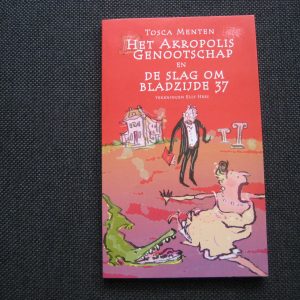 Tosca Menten
Het Akropolis
Genootschap
en
de slag om
bladzijde 37
tekeningen Elly Hees
T T